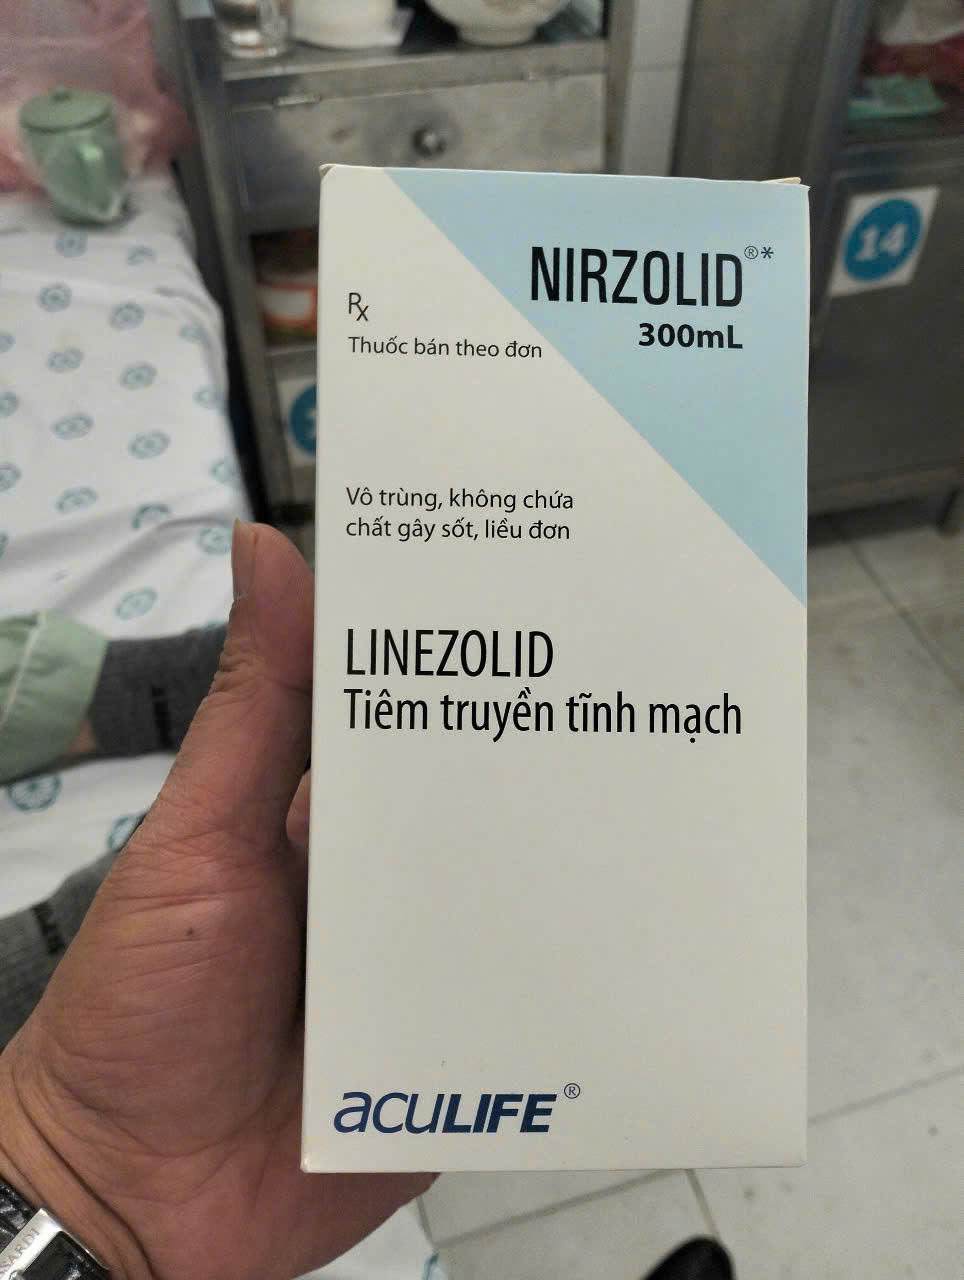 NIRZOLID®*
300mL
Rx
Thuốc bán theo đơn
Vô trùng, không chứa
chất gây sốt, liều đơn
LINEZOLID
Tiêm truyền tĩnh mạch
acuLIFE®
14